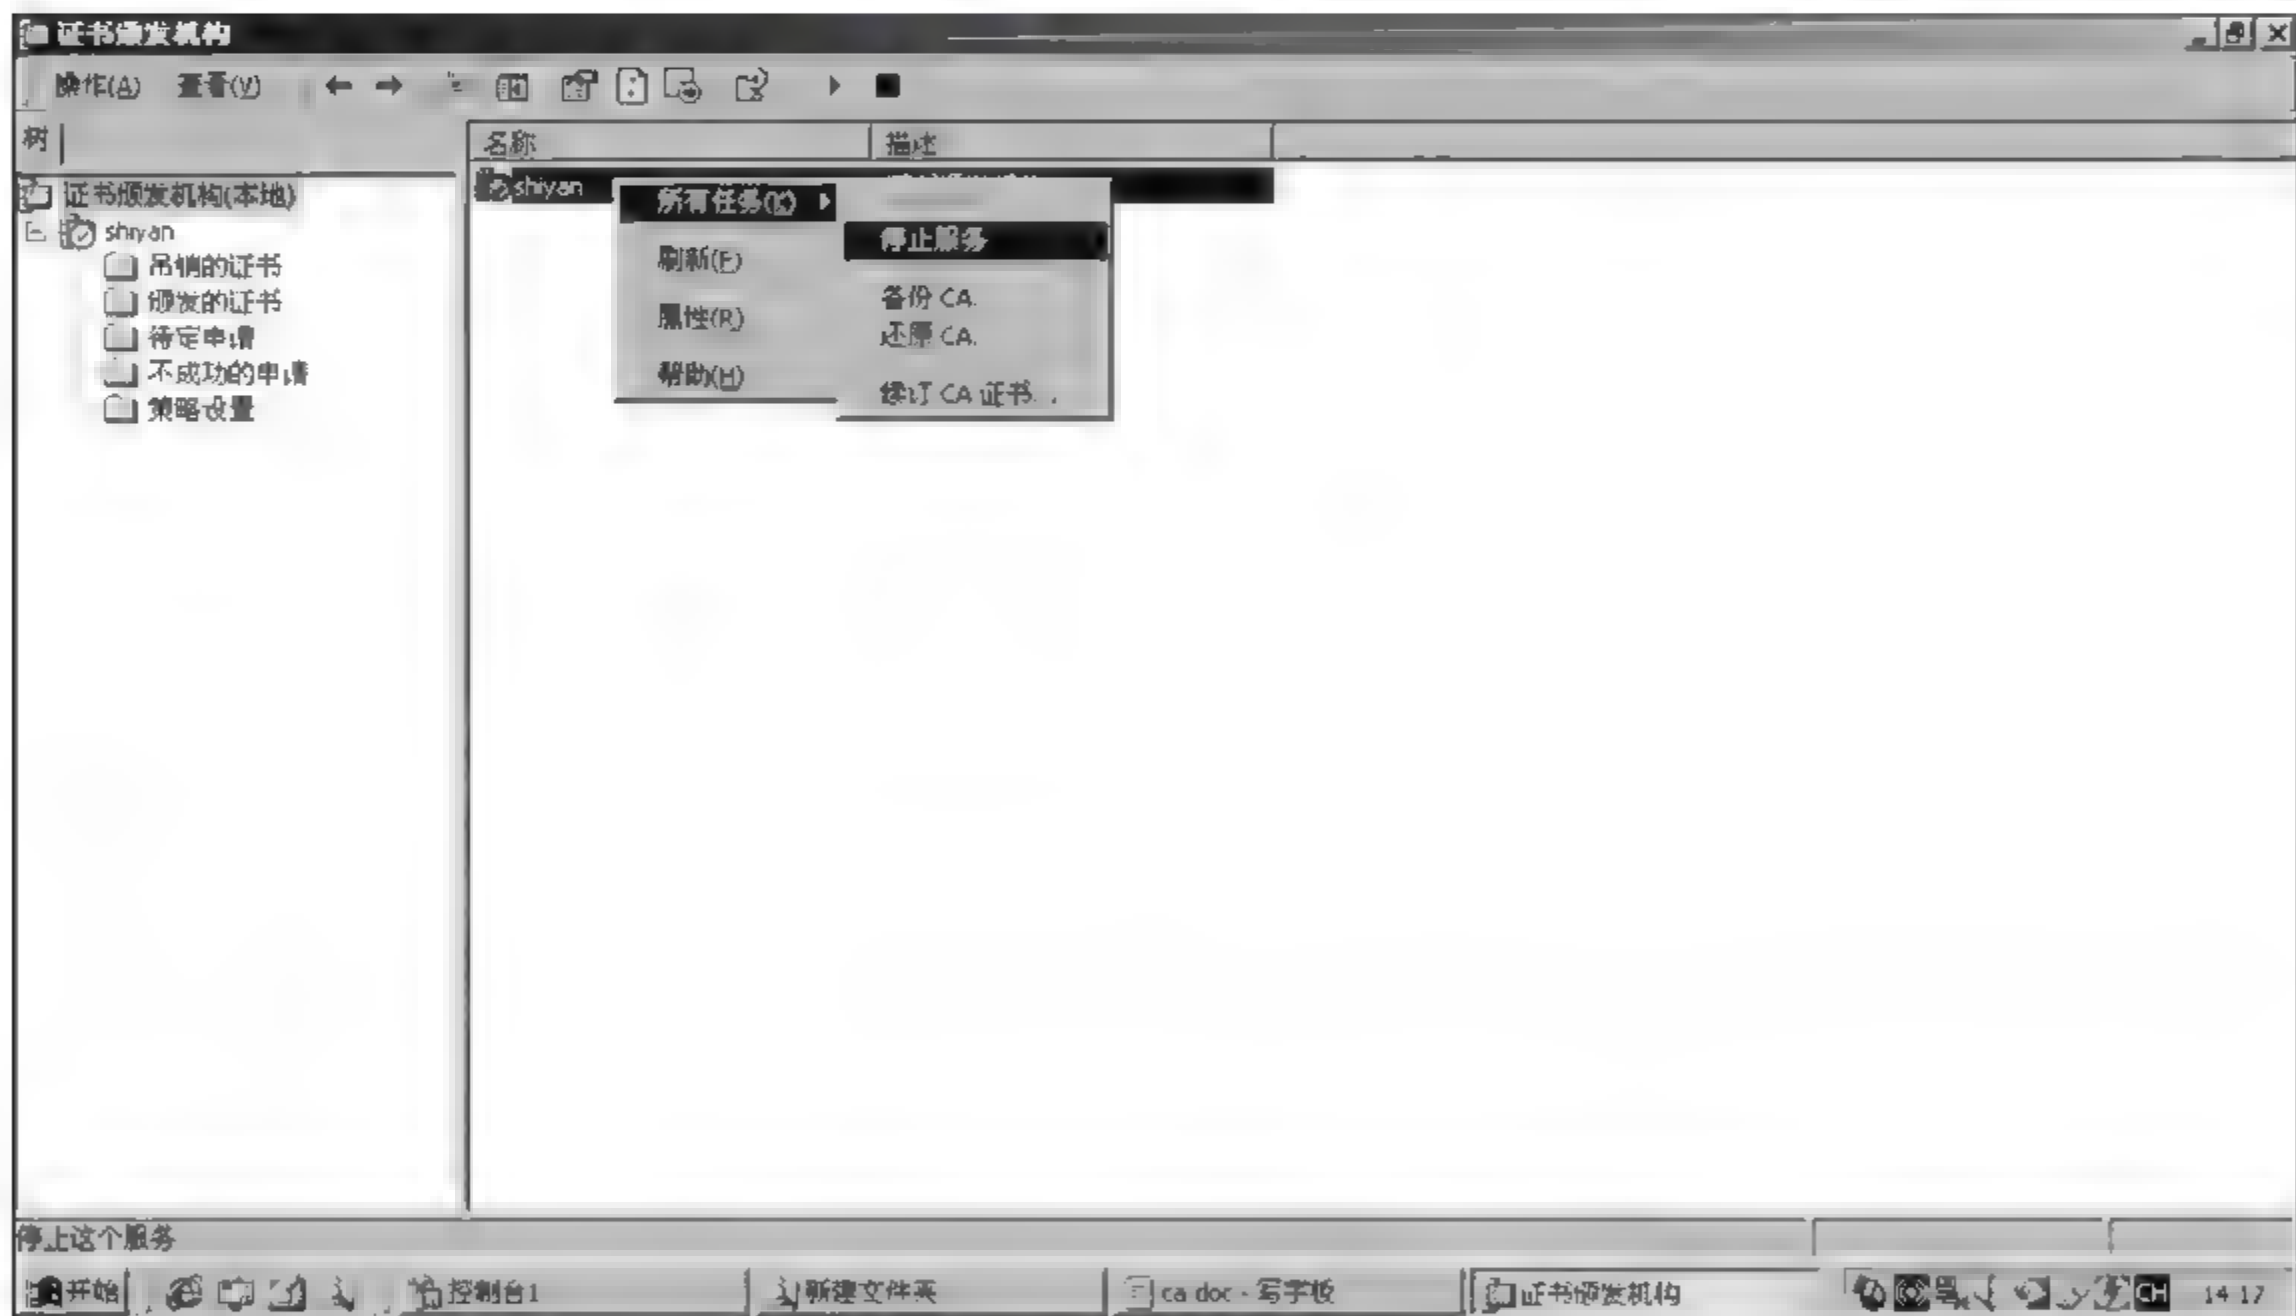 证书颁发机构
操作(A) 查看(V)
树
名称 描述
证书颁发机构(本地)
shiyan
吊销的证书
颁发的证书
待定申请
不成功的申请
策略设置
shiyan
所有任务(K)
刷新(F)
属性(R)
帮助(H)
停止服务
备份 CA.
还原 CA.
续订 CA 证书...
停止这个服务
开始 控制台1 新建文件夹 ca doc - 写字板 证书颁发机构 CH 14 17